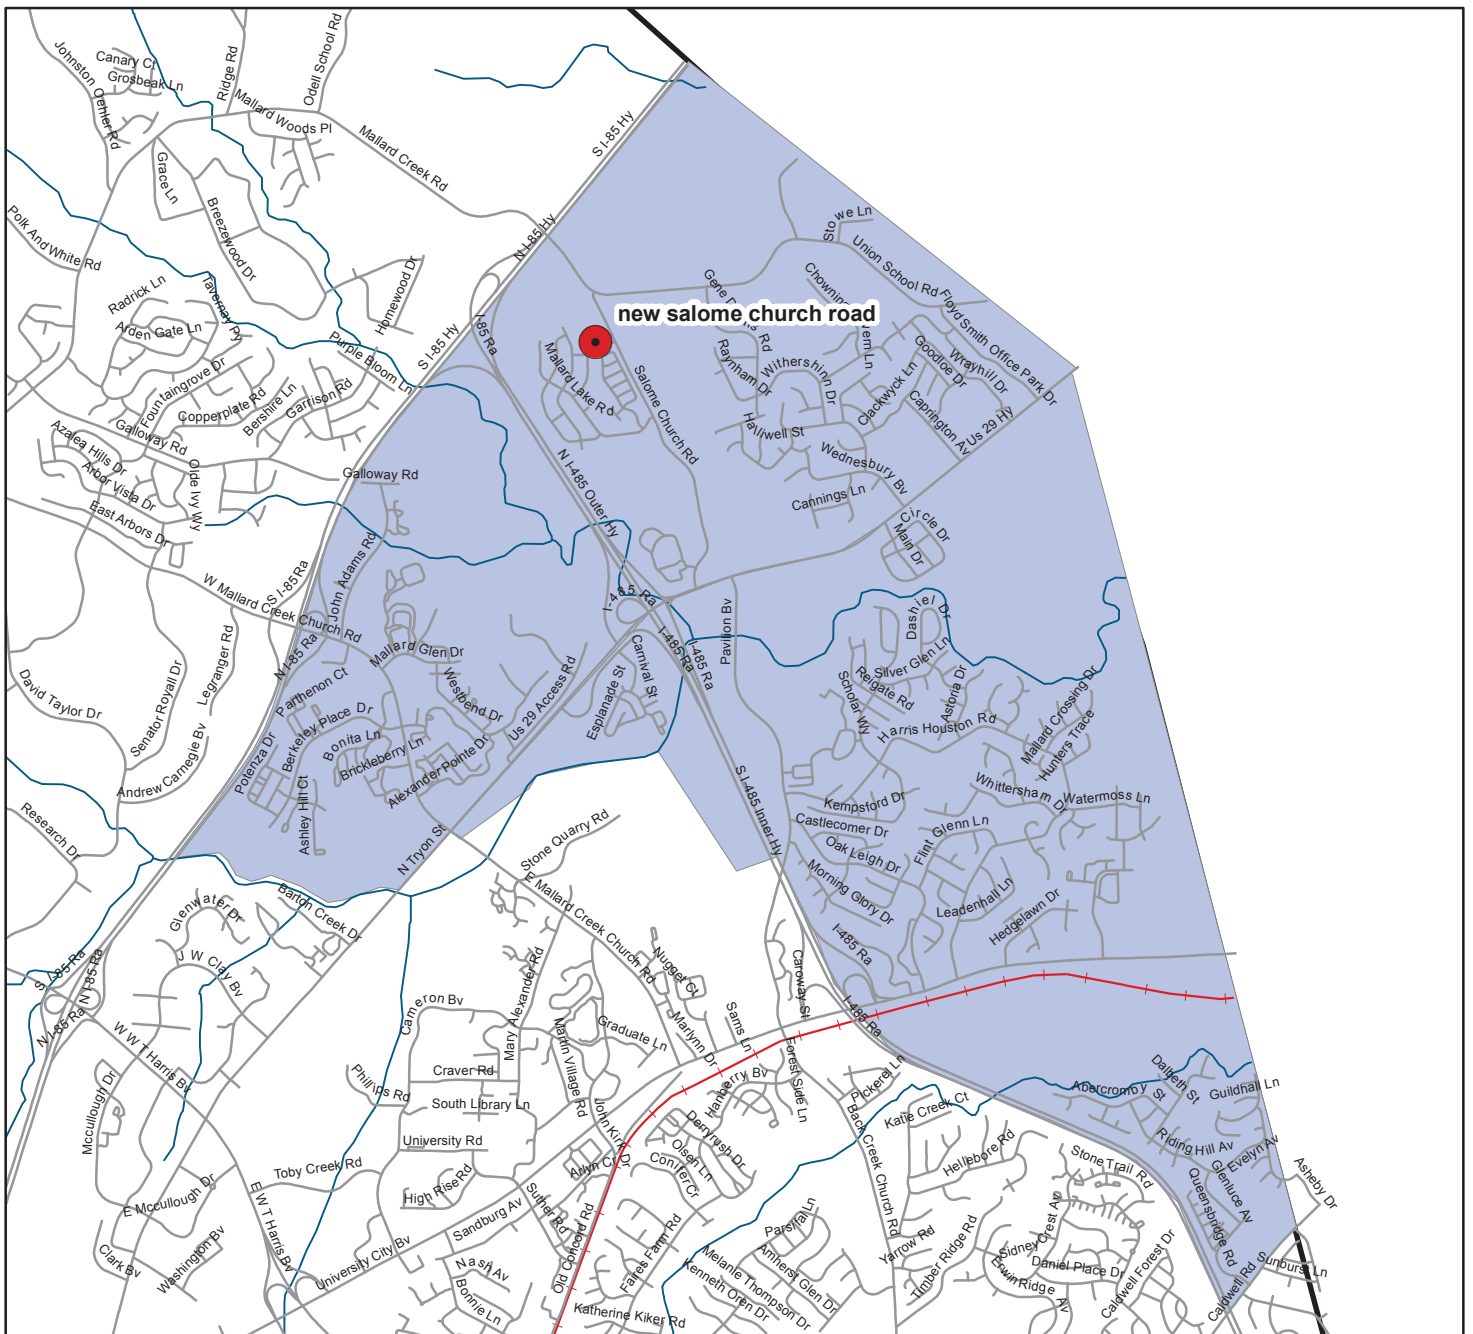 Johnston Oehler Rd
Canary Ct
Grosbeak Ln
Ridge Rd
Odell School Rd
Mallard Woods Pl
Mallard Creek Rd
S I-85 Hy
Grace Ln
Breezewood Dr
Polk And White Rd
N I-85 Hy
Homewood Dr
Radrick Ln
Tavernay Py
Arden Gate Ln
Purple Bloom Ln
S I-85 Hy
I-85 Ra
Stowe Ln
Union School Rd
Floyd Smith Office Park Dr
new salome church road
Mallard Lake Rd
Salome Church Rd
Raynham Dr
Withershinn Dr
Goodloe Dr
Wrayhill Dr
Clackwyck Ln
Caprington Av
Us 29 Hy
Halliwell St
Wednesbury Bv
Cannings Ln
Circle Dr
Main Dr
Fountaingrove Dr
Copperplate Rd
Bershire Ln
Garrison Rd
Galloway Rd
Azalea Hills Dr
Arbor Vista Dr
Olde Ivy Wy
East Arbors Dr
Galloway Rd
N I-485 Outer Hy
John Adams Rd
S I-85 Ra
W Mallard Creek Church Rd
N I-85 Ra
I-485 Ra
Mallard Glen Dr
Legranger Rd
Senator Royall Dr
David Taylor Dr
Andrew Carnegie Bv
Parthenon Ct
Berkeley Place Dr
Westbend Dr
Us 29 Access Rd
Esplanade St
Carnival St
I-485 Ra
I-485 Ra
Pavilion Bv
Bonita Ln
Brickleberry Ln
Alexander Pointe Dr
Potenza Dr
Ashley Hill Ct
Dashiel Dr
Silver Glen Ln
Reigate Rd
Scholar Wy
Astoria Dr
Harris Houston Rd
Mallard Crossing Dr
Hunters Trace
S I-485 Inner Hy
Whittersham Dr
Watermoss Ln
Kempsford Dr
Castlecomer Dr
Flint Glenn Ln
Oak Leigh Dr
Morning Glory Dr
Leadenhall Ln
Hedgelawn Dr
I-485 Ra
Research Dr
N Tryon St
Stone Quarry Rd
E Mallard Creek Church Rd
Barton Creek Dr
Glenwater Dr
J W Clay Bv
S I-85 Ra
N I-85 Ra
N I-85 Ra
W W T Harris Bv
Nugget Ct
Caroway St
I-485 Ra
Cameron Bv
Mary Alexander Rd
Graduate Ln
Marlynn Dr
Sams Ln
Martin Village Rd
Craver Rd
Phillips Rd
South Library Ln
University Rd
John Kirk Dr
Hanberry Bv
Forest Side Ln
Pickerel Ln
Katie Creek Ct
Back Creek Church Rd
Mccullough Dr
Toby Creek Rd
High Rise Rd
E Mccullough Dr
Clark Bv
Washington Bv
E W T Harris Bv
University City Bv
Sandburg Av
Suther Rd
Arlyn Cr
Derryrush Dr
Olsen Ln
Conifer Cr
Nash Av
Bonnie Ln
Old Concord Rd
Faires Farm Rd
Katherine Kiker Rd
Kenneth Oren Dr
Melanie Thompson Dr
Amherst Glen Dr
Parsifal Ln
Hellebore Rd
Yarrow Rd
Timber Ridge Rd
Sidney Crest Av
Erwin Ridge Av
Daniel Place Dr
Stone Trail Rd
Caldwell Forest Dr
Abercromby St
Dalbeth St
Guildhall Ln
Riding Hill Av
Evelyn Av
Glenluce Av
Queensbridge Rd
Asheby Dr
Caldwell Rd
Sunburst Ln